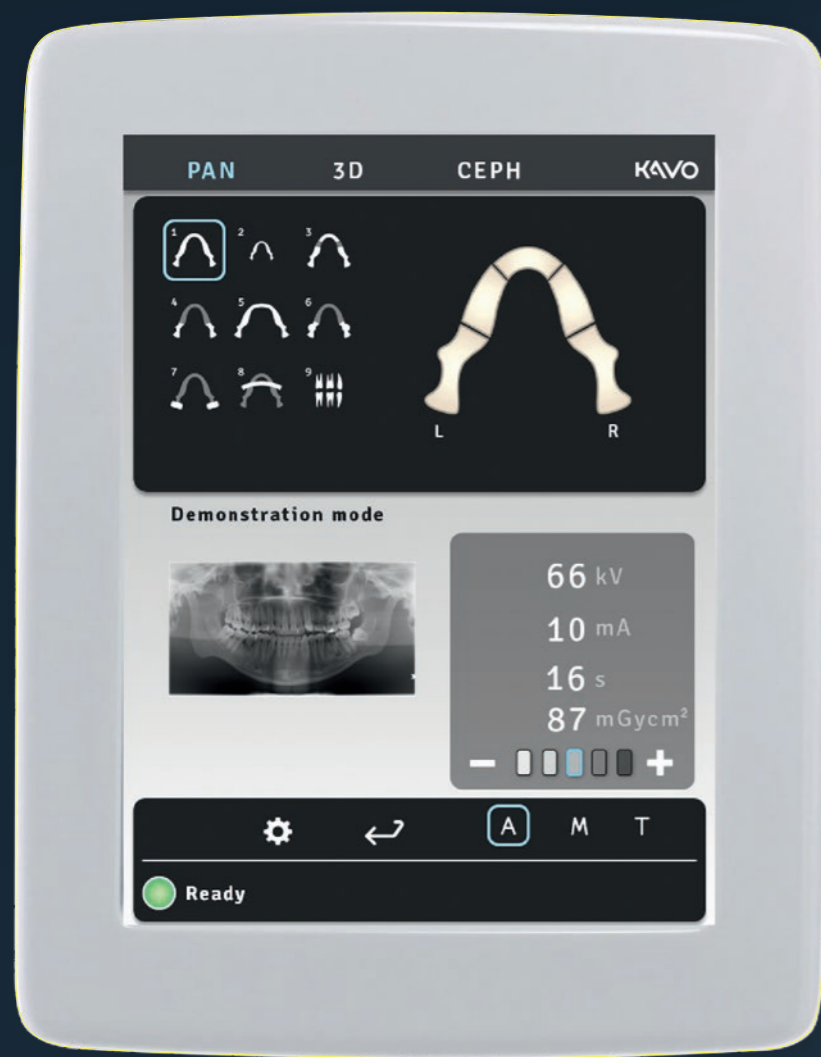 PAN 3D CEPH KAVO
1 2 3
4 5 6
7 8 9
L R
Demonstration mode
66 kV
10 mA
16 s
87 mGycm²
− +
A M T
Ready